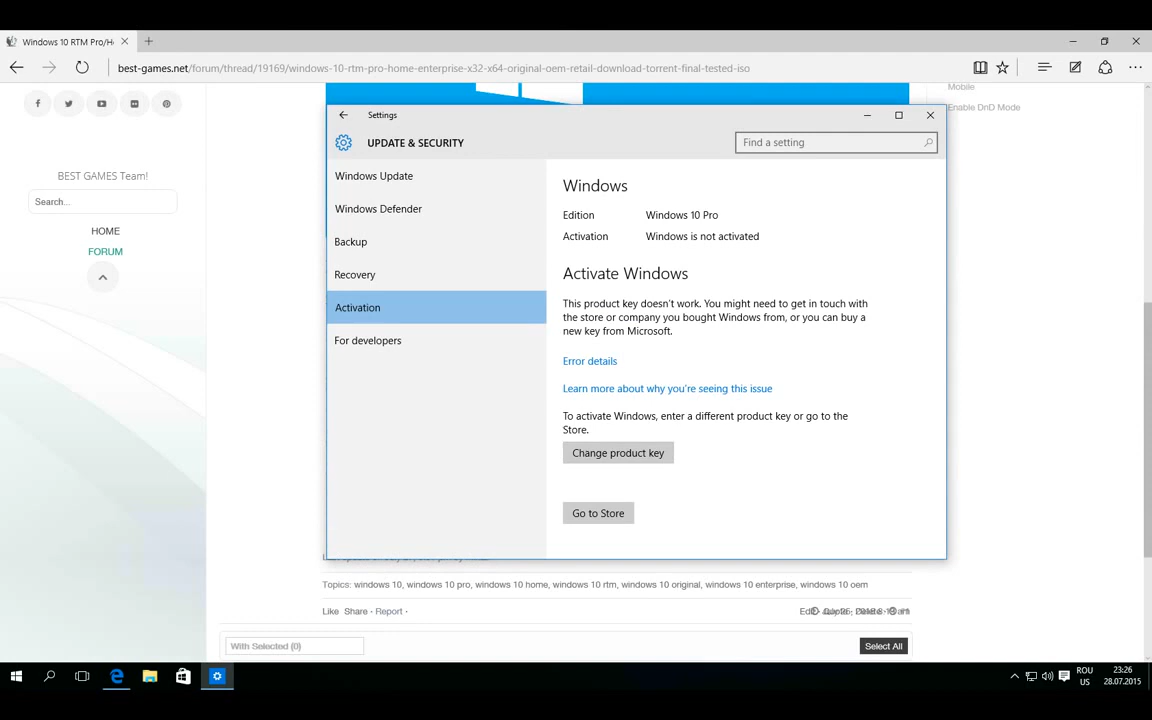 Windows 10 RTM Pro/H
best-games.net/forum/thread/19169/windows-10-rtm-pro-home-enterprise-x32-x64-original-oem-retail-download-torrent-final-tested-iso
Mobile
Enable DnD Mode
BEST GAMES Team!
Search...
HOME
FORUM
Settings
UPDATE & SECURITY
Find a setting
Windows Update
Windows Defender
Backup
Recovery
Activation
For developers
Windows
Edition Windows 10 Pro
Activation Windows is not activated
Activate Windows
This product key doesn't work. You might need to get in touch with
the store or company you bought Windows from, or you can buy a
new key from Microsoft.
Error details
Learn more about why you're seeing this issue
To activate Windows, enter a different product key or go to the
Store.
Change product key
Go to Store
Topics: windows 10, windows 10 pro, windows 10 home, windows 10 rtm, windows 10 original, windows 10 enterprise, windows 10 oem
Like Share · Report ·
With Selected (0)
Select All
ROU
US
23:26
28.07.2015